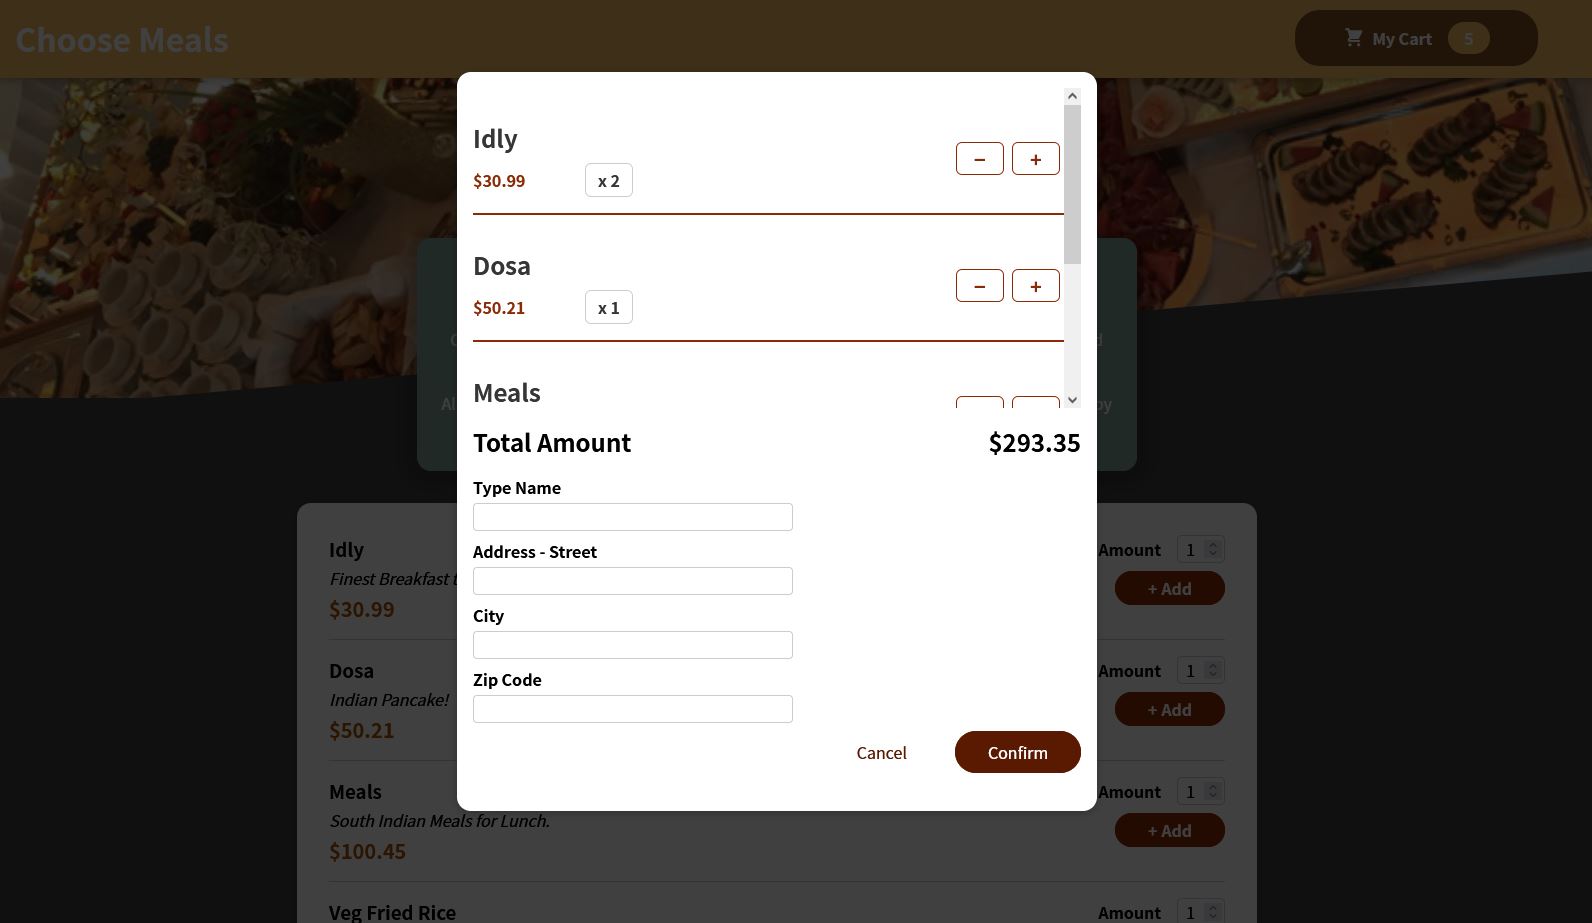 Choose Meals
My Cart 5
Idly
$30.99 x 2
− +
Dosa
$50.21 x 1
− +
Meals
Total Amount $293.35
Type Name
Address - Street
City
Zip Code
Cancel Confirm
Idly
Finest Breakfast
$30.99
Amount 1
+ Add
Dosa
Indian Pancake!
$50.21
Amount 1
+ Add
Meals
South Indian Meals for Lunch.
$100.45
Amount 1
+ Add
Veg Fried Rice
Amount 1